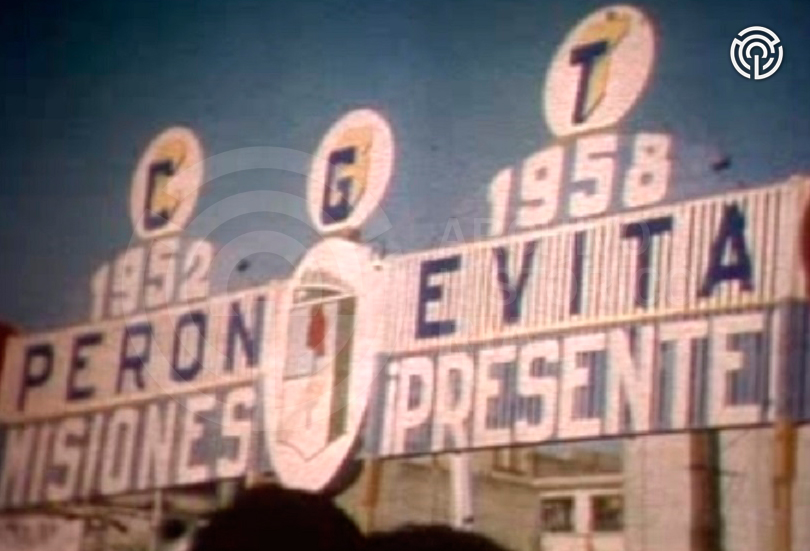 C G T
1952 1958
PERON EVITA
MISIONES ¡PRESENTE!